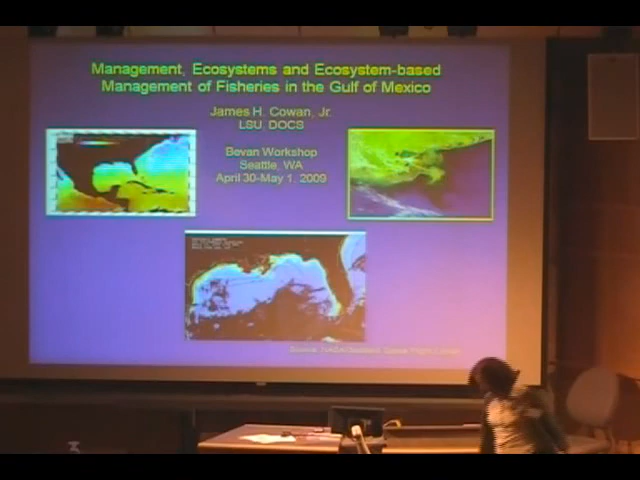 Management, Ecosystems and Ecosystem-based
Management of Fisheries in the Gulf of Mexico
James H. Cowan, Jr.
LSU, DOCS
Bevan Workshop
Seattle, WA
April 30-May 1, 2009